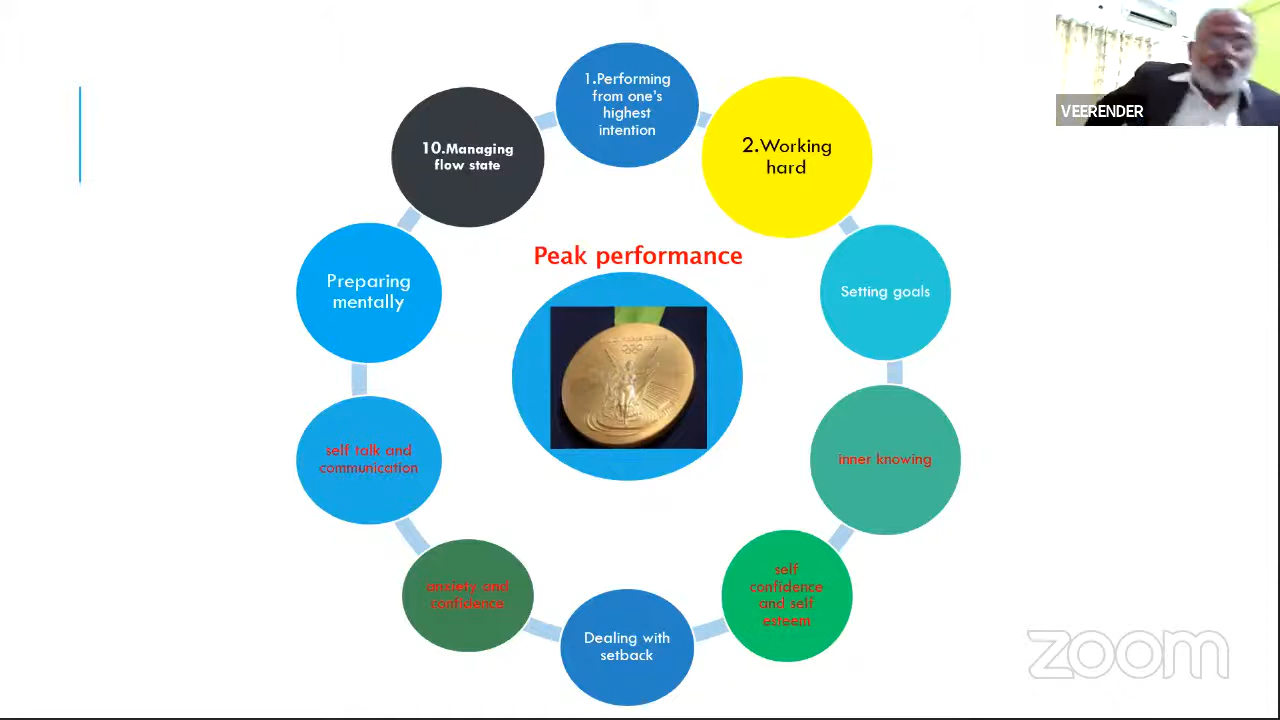 1.Performing
from one's
highest
intention
2.Working
hard
Setting goals
inner knowing
self
confidence
and self
esteem
Dealing with
setback
anxiety and
confidence
self talk and
communication
Preparing
mentally
10.Managing
flow state
Peak performance
VEERENDER
zoom